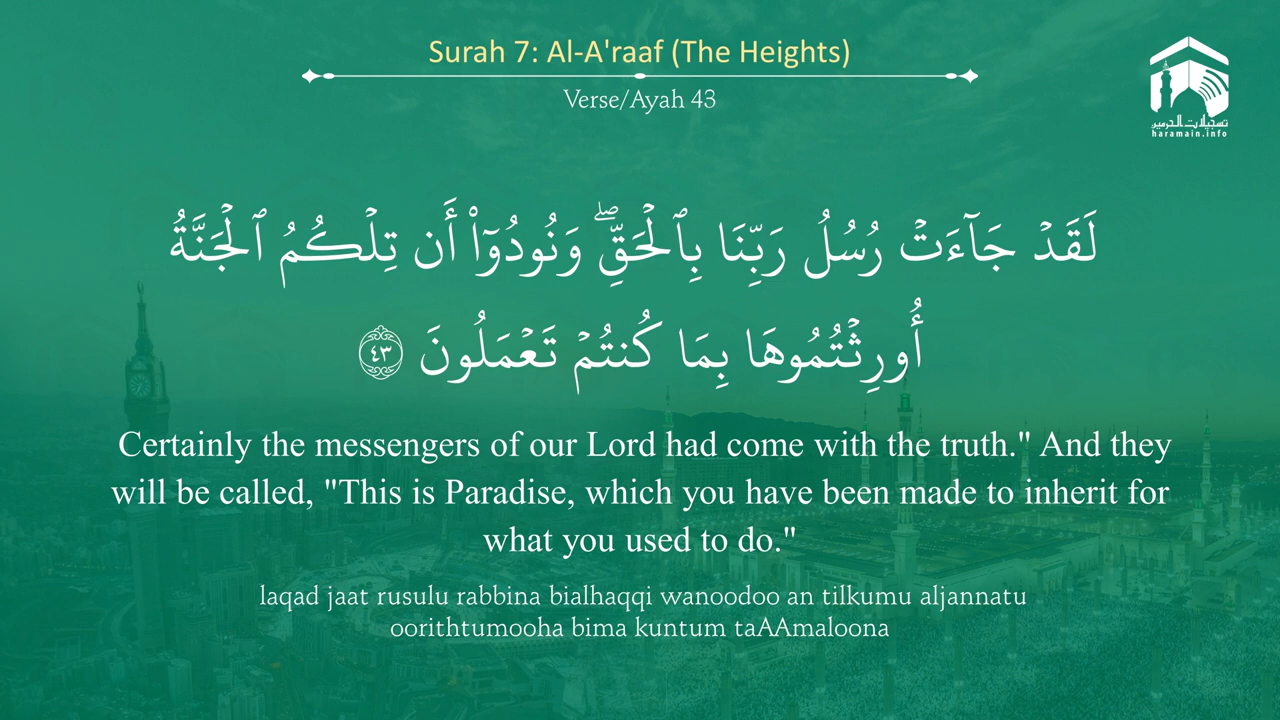 Surah 7: Al-A'raaf (The Heights)
Verse/Ayah 43
تسجيلات الحرمين
haramain.info
لَقَدۡ جَآءَتۡ رُسُلُ رَبِّنَا بِٱلۡحَقِّۖ وَنُودُوٓاْ أَن تِلۡكُمُ ٱلۡجَنَّةُ
أُورِثۡتُمُوهَا بِمَا كُنتُمۡ تَعۡمَلُونَ ٤٣
Certainly the messengers of our Lord had come with the truth." And they
will be called, "This is Paradise, which you have been made to inherit for
what you used to do."
laqad jaat rusulu rabbina bialhaqqi wanoodoo an tilkumu aljannatu
oorithtumooha bima kuntum taAAmaloona